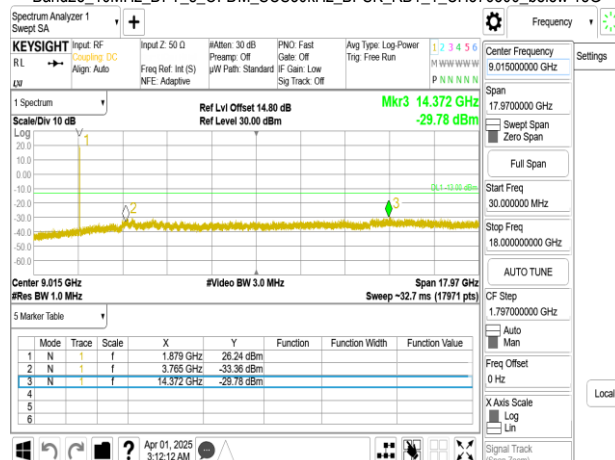 Spectrum Analyzer 1
Swept SA
Frequency
KEYSIGHT
RL
Input: RF
Coupling: DC
Align: Auto
Input Z: 50 Ω
Freq Ref: Int (S)
NFE: Adaptive
#Atten: 30 dB
Preamp: Off
µW Path: Standard
PNO: Fast
Gate: Off
IF Gain: Low
Sig Track: Off
Avg Type: Log-Power
Trig: Free Run
1 2 3 4 5 6
M W W W W W
P N N N N N
LXI
1 Spectrum
Scale/Div 10 dB
Ref Lvl Offset 14.80 dB
Ref Level 30.00 dBm
Mkr3 14.372 GHz
-29.78 dBm
Log
20.0
10.0
0.00
-10.0
-20.0
-30.0
-40.0
-50.0
-60.0
1
2
3
DL1 -13.00 dBm
Center 9.015 GHz
#Res BW 1.0 MHz
#Video BW 3.0 MHz
Span 17.97 GHz
Sweep ~32.7 ms (17971 pts)
5 Marker Table
Mode Trace Scale X Y Function Function Width Function Value
1 N 1 f 1.879 GHz 26.24 dBm
2 N 1 f 3.765 GHz -33.36 dBm
3 N 1 f 14.372 GHz -29.78 dBm
4
5
6
?
Apr 01, 2025
3:12:12 AM
Center Frequency
9.015000000 GHz
Settings
Span
17.9700000 GHz
Swept Span
Zero Span
Full Span
Start Freq
30.000000 MHz
Stop Freq
18.000000000 GHz
AUTO TUNE
CF Step
1.797000000 GHz
Auto
Man
Freq Offset
0 Hz
Local
X Axis Scale
Log
Lin
Signal Track
(Span Zoom)